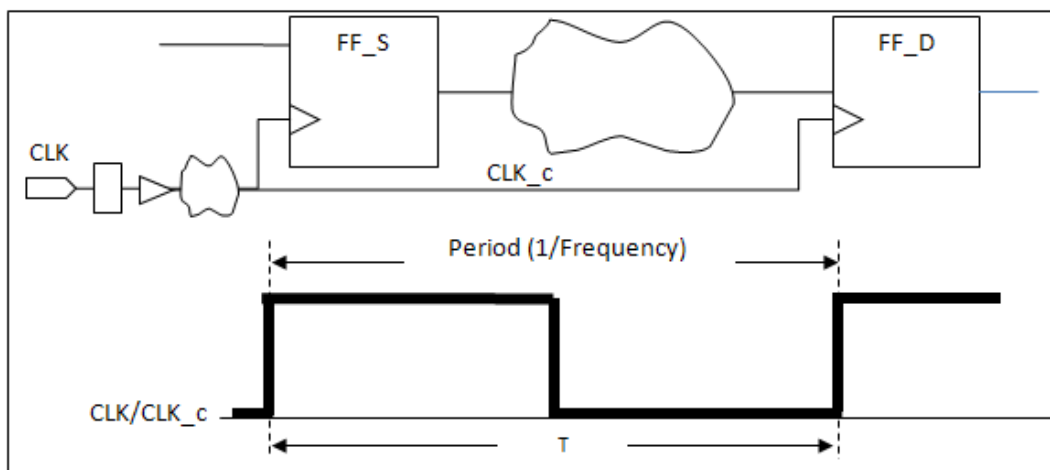 FF_S
FF_D
CLK
CLK_c
Period (1/Frequency)
CLK/CLK_c
T